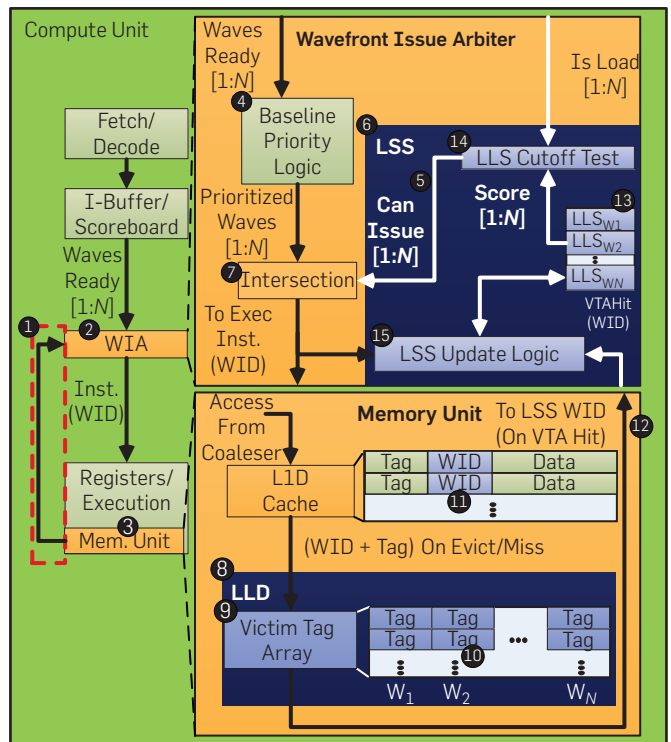 Compute Unit
Fetch/
Decode
I-Buffer/
Scoreboard
Waves
Ready
[1:N]
1
2
WIA
Inst.
(WID)
Registers/
Execution
3
Mem. Unit
Waves
Ready
[1:N]
Wavefront Issue Arbiter
Is Load
[1:N]
4
Baseline
Priority
Logic
6
LSS
14
LLS Cutoff Test
5
Prioritized
Waves
[1:N]
Can
Issue
[1:N]
Score
[1:N]
13
LLSW1
LLSW2
LLSWN
VTAHit
(WID)
7
Intersection
To Exec
Inst.
(WID)
15
LSS Update Logic
Access
From
Coaleser
Memory Unit
To LSS WID
(On VTA Hit)
12
L1D
Cache
Tag WID Data
Tag WID Data
11
(WID + Tag) On Evict/Miss
8
LLD
9
Victim Tag
Array
Tag Tag Tag
Tag Tag ... Tag
10
W1 W2 WN